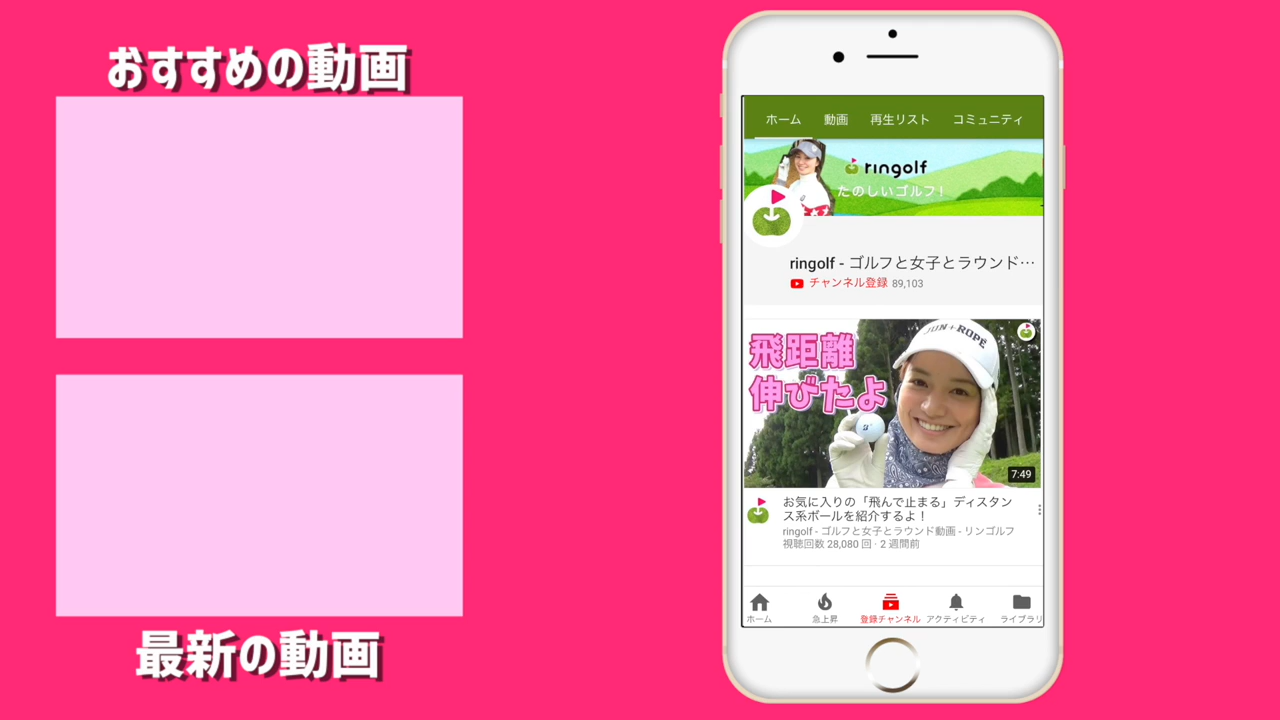 おすすめの動画
最新の動画
ホーム 動画 再生リスト コミュニティ
ringolf
たのしいゴルフ!
ringolf - ゴルフと女子とラウンド…
チャンネル登録 89,103
JUN+ROPÉ
飛距離
伸びたよ
B
7:49
お気に入りの「飛んで止まる」ディスタン
ス系ボールを紹介するよ!
ringolf - ゴルフと女子とラウンド動画 - リンゴルフ
視聴回数 28,080 回 · 2 週間前
ホーム 急上昇 登録チャンネル アクティビティ ライブラリ